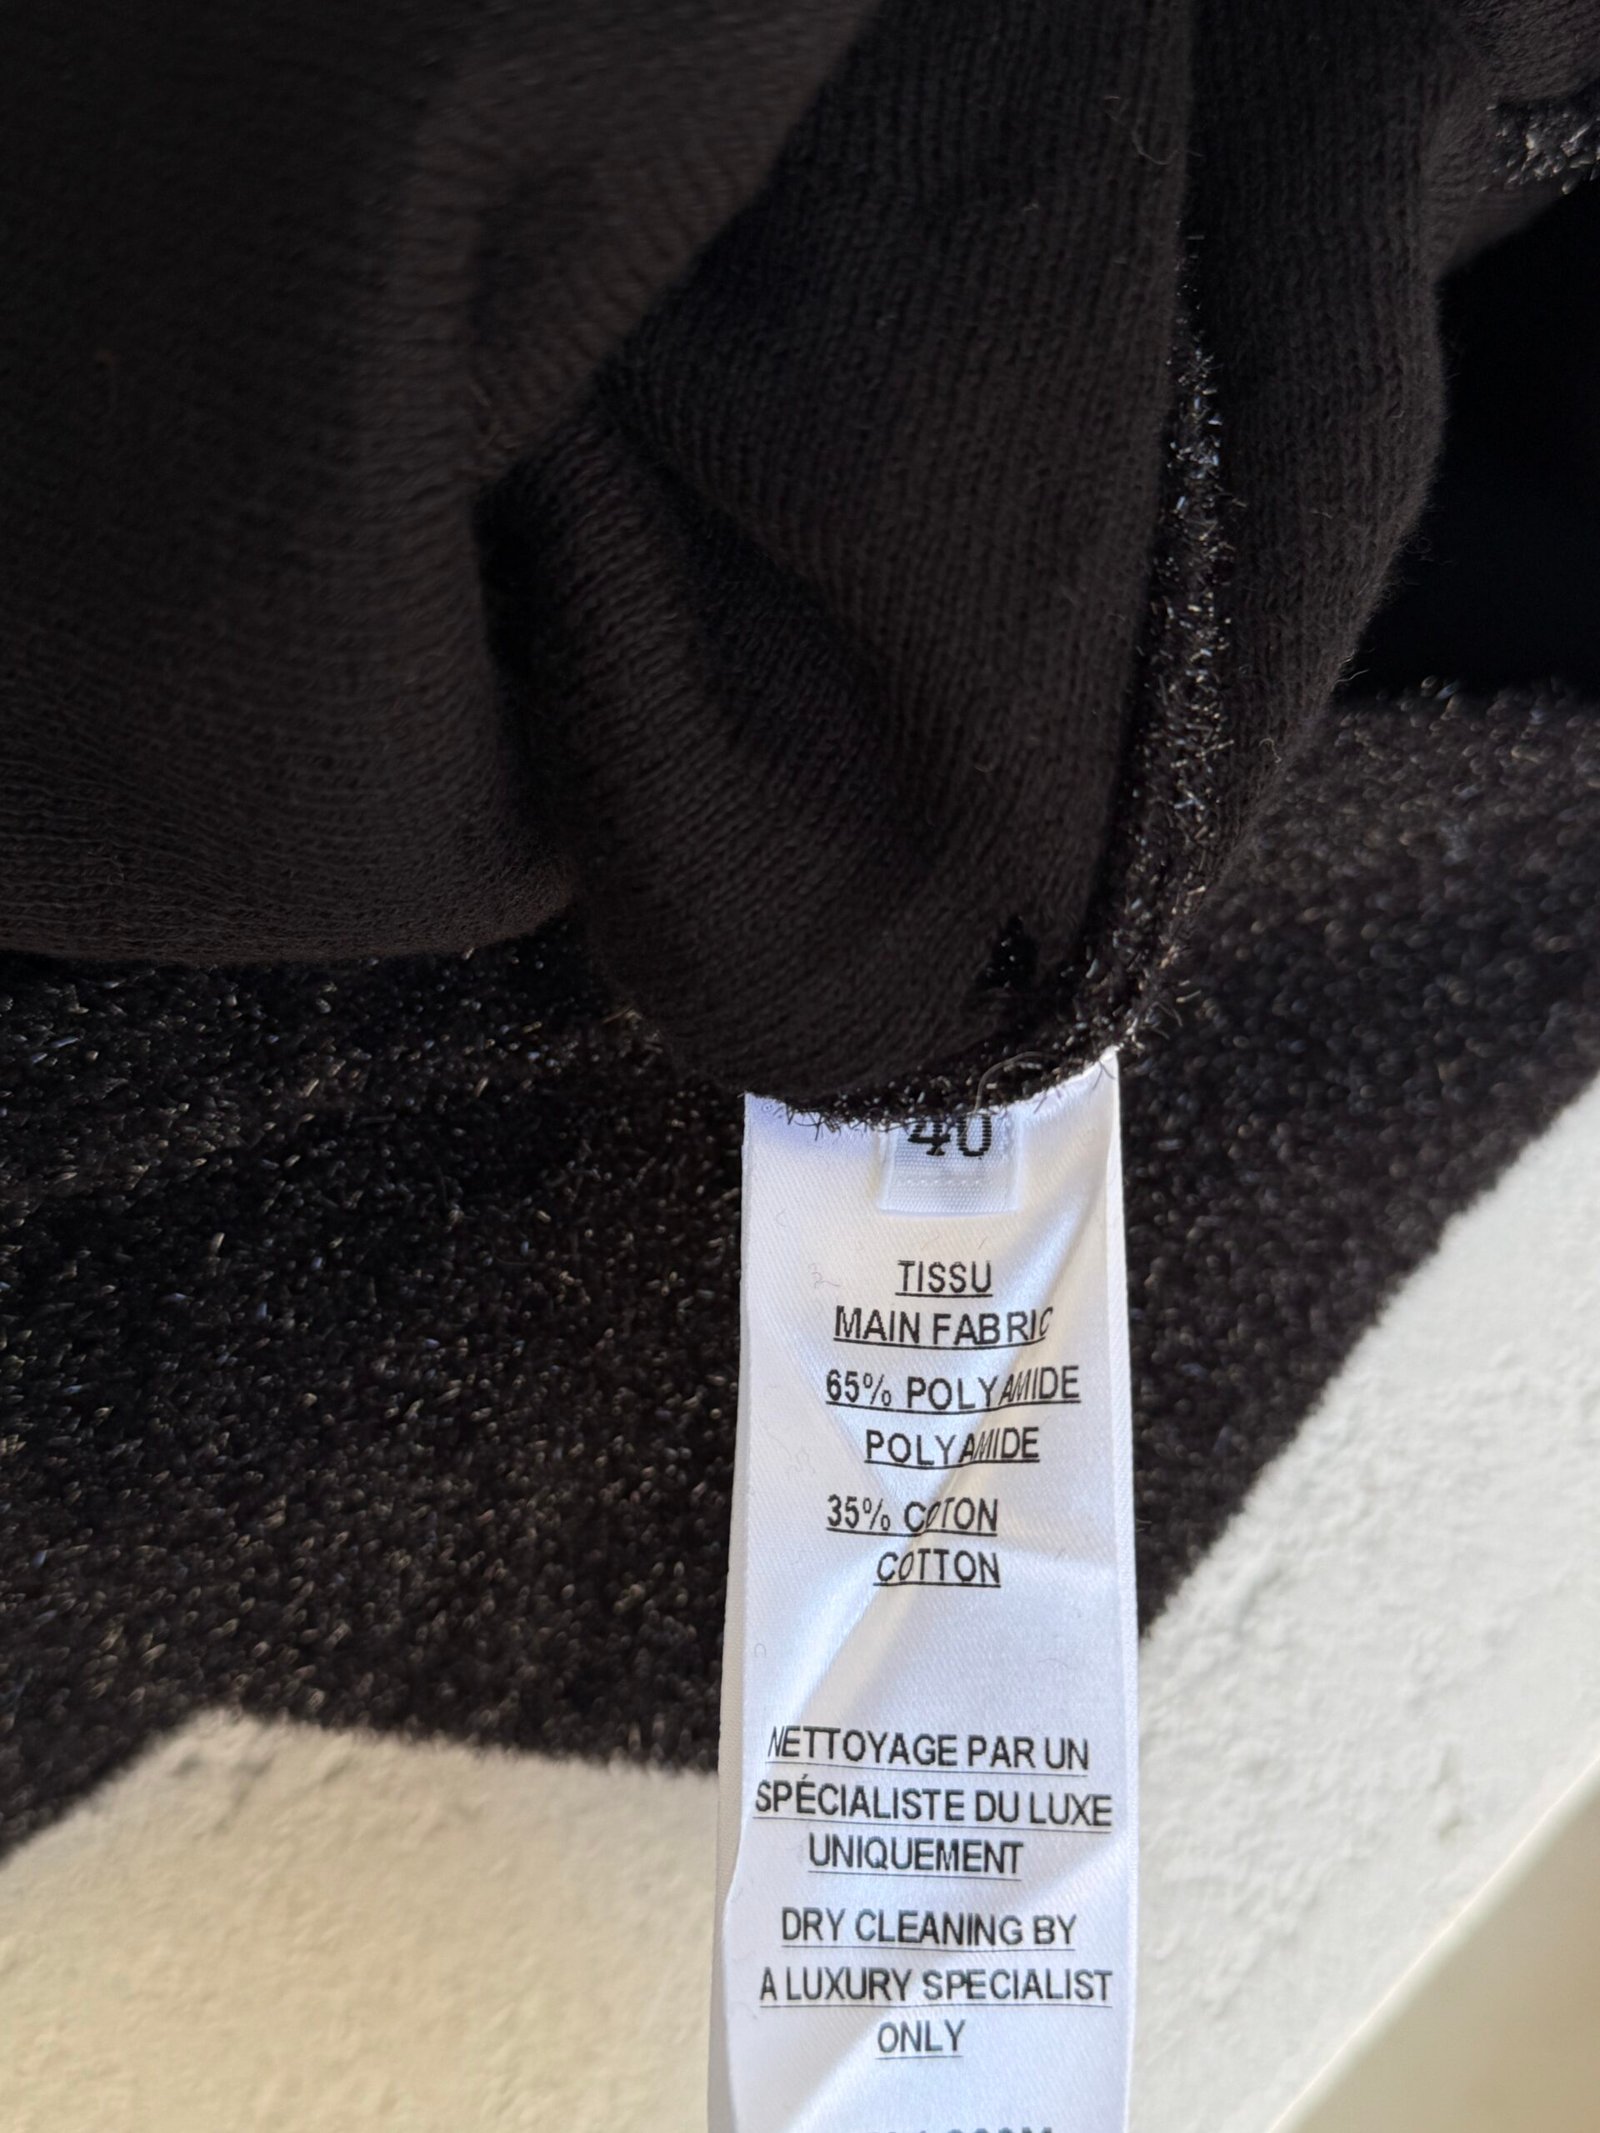 40
TISSU
MAIN FABRIC
65% POLYAMIDE
POLYAMIDE
35% COTON
COTTON
NETTOYAGE PAR UN
SPÉCIALISTE DU LUXE
UNIQUEMENT
DRY CLEANING BY
A LUXURY SPECIALIST
ONLY